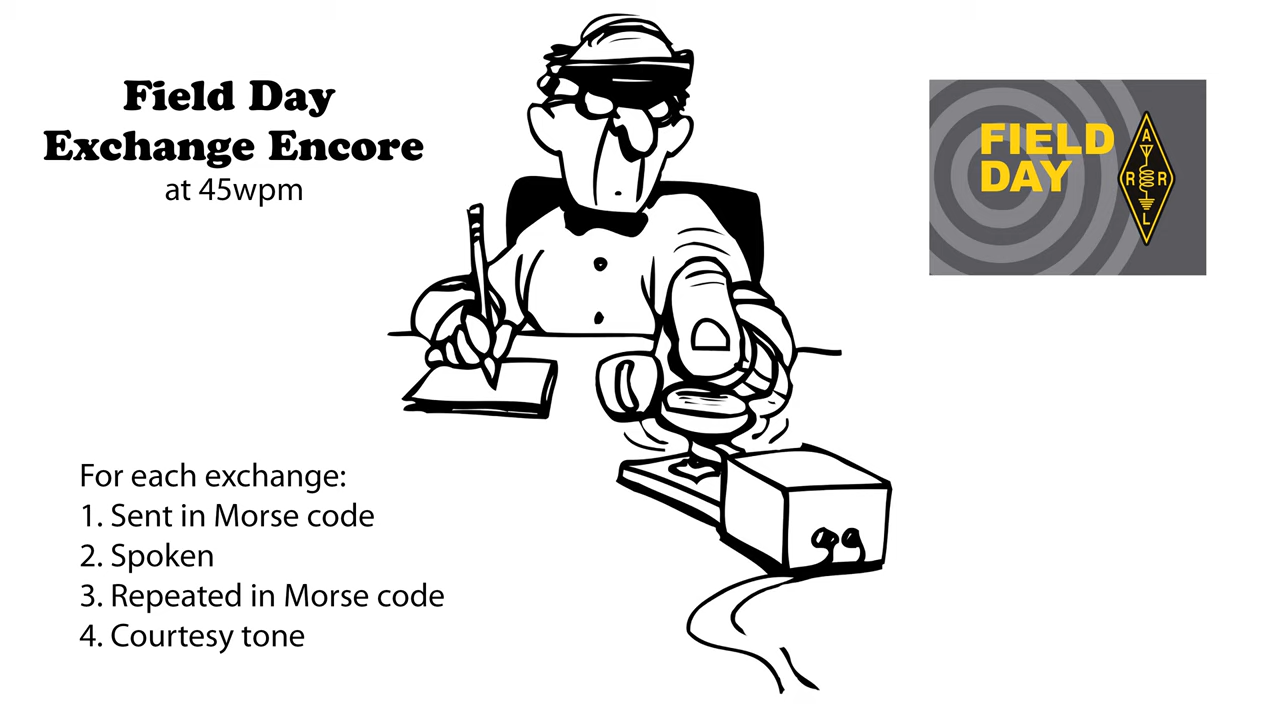 Field Day
Exchange Encore
at 45wpm
FIELD
DAY
A
R R
L
For each exchange:
1. Sent in Morse code
2. Spoken
3. Repeated in Morse code
4. Courtesy tone